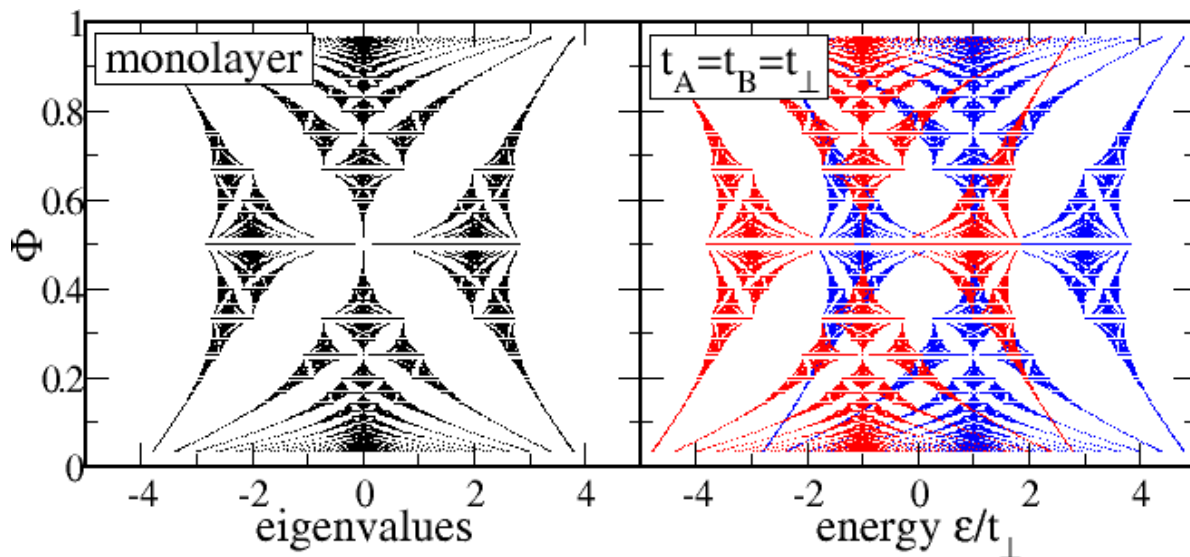 monolayer
t_A=t_B=t_⊥
1
0.8
0.6
0.4
0.2
0
Φ
-4 -2 0 2 4
-4 -2 0 2 4
eigenvalues
energy ε/t_⊥